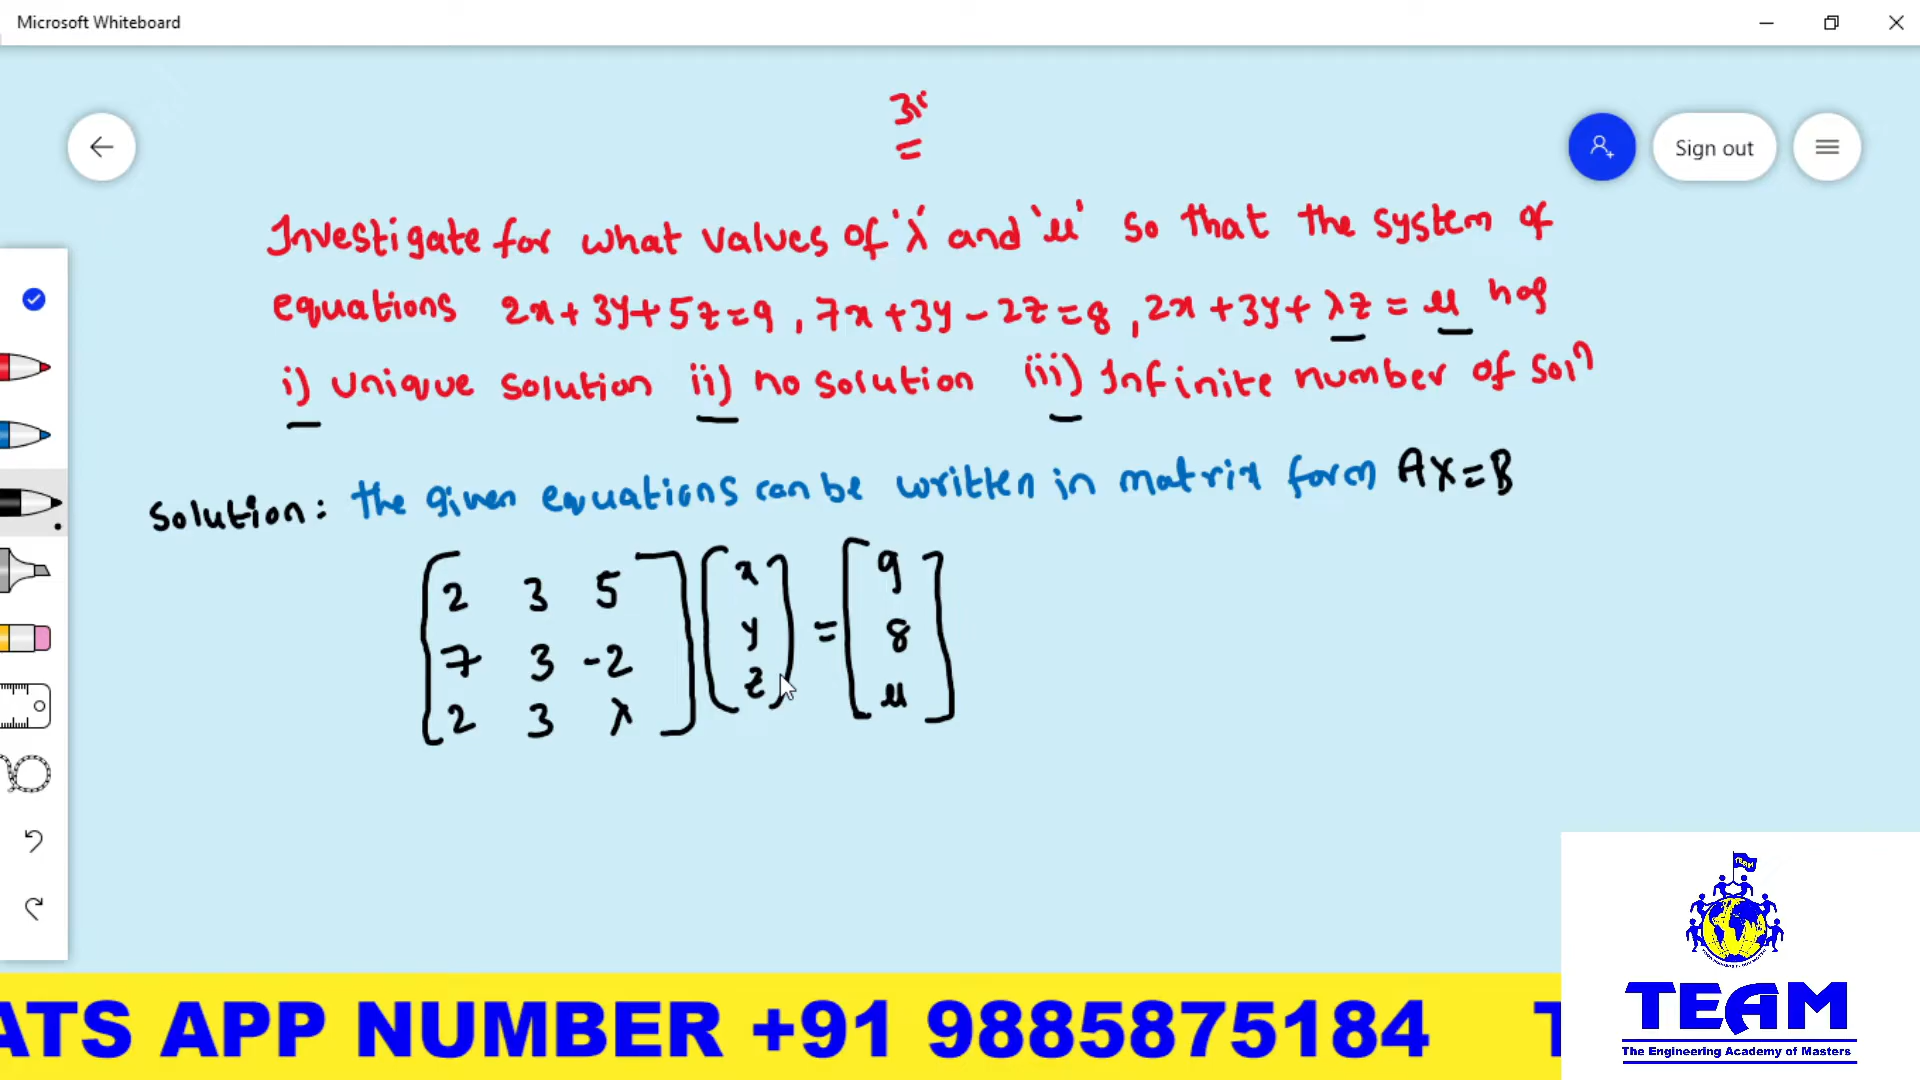 Microsoft Whiteboard
3
=
Sign out
Investigate for what values of 'λ' and 'μ' so that the system of
equations 2x+3y+5z=9, 7x+3y-2z=8, 2x+3y+λz=μ has
i) unique solution ii) no solution (iii) Infinite number of Solⁿ
Solution: the given equations can be written in matrix form AX=B
[2 3 5] [x] = [9]
[7 3 -2] [y] [8]
[2 3 λ] [z] [μ]
TEAM
TEAM
The Engineering Academy of Masters
ATS APP NUMBER +91 9885875184 T